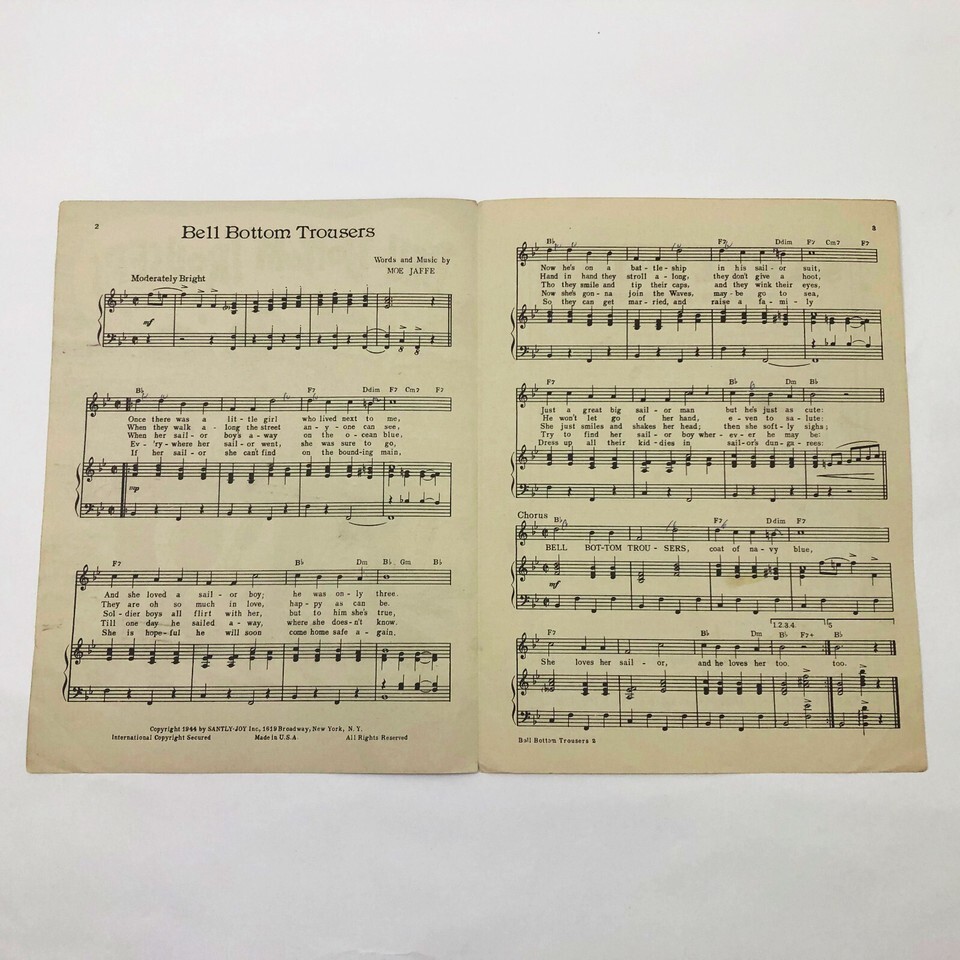 2
Bell Bottom Trousers
Words and Music by
MOE JAFFE
Moderately Bright
mf
B♭ F7 Ddim F7 Cm7 F7
Once there was a lit-tle girl who lived next to me,
When they walk a-long the street an-y-one can see,
When her sail-or boy's a-way on the o-cean blue,
Ev-'ry-where her sail-or went, she was sure to go,
If her sail-or she can't find on the bound-ing main,
mp
F7 B♭ Dm B♭ Gm B♭
And she loved a sail-or boy; he was on-ly three.
They are oh so much in love, hap-py as can be.
Sol-dier boys all flirt with her, but to him she's true,
Till one day he sailed a-way, where she does-n't know.
She is hope-ful he will soon come home safe a-gain,
Copyright 1944 by SANTLY-JOY Inc, 1619 Broadway, New York, N. Y.
International Copyright Secured Made in U.S.A All Rights Reserved
3
B♭ F7 Ddim F7 Cm7 F7
Now he's on a bat-tle-ship in his sail-or suit,
Hand in hand they stroll a-long, they don't give a hoot,
Tho they smile and tip their caps, and they wink their eyes,
Now she's gon-na join the Waves, may-be go to sea,
So they can get mar-ried, and raise a fa-mi-ly
F7 B♭ Dm B♭
Just a great big sail-or man but he's just as cute:
He won't let go of her hand, e-ven to sa-lute:
She just smiles and shakes her head; then she soft-ly sighs;
Try to find her sail-or boy wher-ev-er he may be:
Dress up all their kid-dies in sail-or's dun-ga-rees:
Chorus
B♭ F7 Ddim F7
BELL BOT-TOM TROU-SERS, coat of na-vy blue,
mf
1.2.3.4. 5
F7 B♭ Dm B♭ F7+ B♭
She loves her sail-or, and he loves her too. too.
Bell Bottom Trousers 2